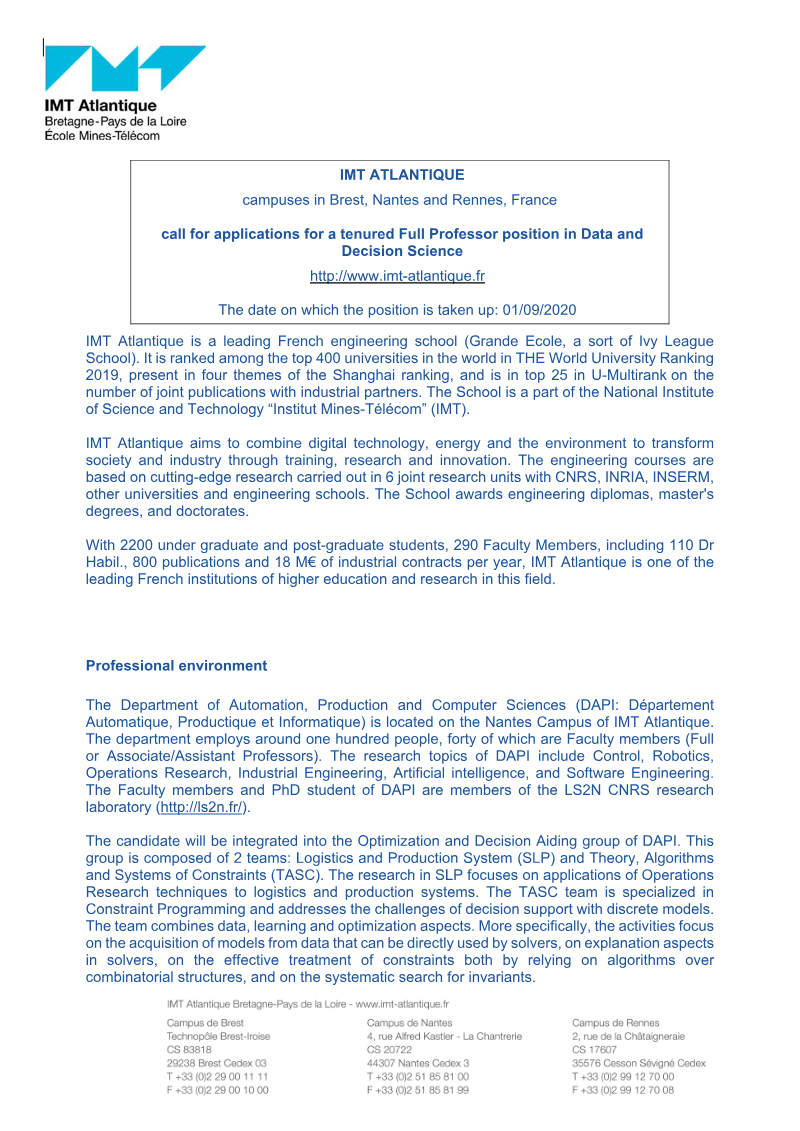 IMT Atlantique
Bretagne-Pays de la Loire
École Mines-Télécom
IMT ATLANTIQUE
campuses in Brest, Nantes and Rennes, France
call for applications for a tenured Full Professor position in Data and
Decision Science
http://www.imt-atlantique.fr
The date on which the position is taken up: 01/09/2020
IMT Atlantique is a leading French engineering school (Grande Ecole, a sort of Ivy League
School). It is ranked among the top 400 universities in the world in THE World University Ranking
2019, present in four themes of the Shanghai ranking, and is in top 25 in U-Multirank on the
number of joint publications with industrial partners. The School is a part of the National Institute
of Science and Technology “Institut Mines-Télécom” (IMT).
IMT Atlantique aims to combine digital technology, energy and the environment to transform
society and industry through training, research and innovation. The engineering courses are
based on cutting-edge research carried out in 6 joint research units with CNRS, INRIA, INSERM,
other universities and engineering schools. The School awards engineering diplomas, master's
degrees, and doctorates.
With 2200 under graduate and post-graduate students, 290 Faculty Members, including 110 Dr
Habil., 800 publications and 18 M€ of industrial contracts per year, IMT Atlantique is one of the
leading French institutions of higher education and research in this field.
Professional environment
The Department of Automation, Production and Computer Sciences (DAPI: Département
Automatique, Productique et Informatique) is located on the Nantes Campus of IMT Atlantique.
The department employs around one hundred people, forty of which are Faculty members (Full
or Associate/Assistant Professors). The research topics of DAPI include Control, Robotics,
Operations Research, Industrial Engineering, Artificial intelligence, and Software Engineering.
The Faculty members and PhD student of DAPI are members of the LS2N CNRS research
laboratory (http://ls2n.fr/).
The candidate will be integrated into the Optimization and Decision Aiding group of DAPI. This
group is composed of 2 teams: Logistics and Production System (SLP) and Theory, Algorithms
and Systems of Constraints (TASC). The research in SLP focuses on applications of Operations
Research techniques to logistics and production systems. The TASC team is specialized in
Constraint Programming and addresses the challenges of decision support with discrete models.
The team combines data, learning and optimization aspects. More specifically, the activities focus
on the acquisition of models from data that can be directly used by solvers, on explanation aspects
in solvers, on the effective treatment of constraints both by relying on algorithms over
combinatorial structures, and on the systematic search for invariants.
IMT Atlantique Bretagne-Pays de la Loire - www.imt-atlantique.fr
Campus de Brest
Technopôle Brest-Iroise
CS 83818
29238 Brest Cedex 03
T +33 (0)2 29 00 11 11
F +33 (0)2 29 00 10 00
Campus de Nantes
4, rue Alfred Kastler - La Chantrerie
CS 20722
44307 Nantes Cedex 3
T +33 (0)2 51 85 81 00
F +33 (0)2 51 85 81 99
Campus de Rennes
2, rue de la Châtaigneraie
CS 17607
35576 Cesson Sévigné Cedex
T +33 (0)2 99 12 70 00
F +33 (0)2 99 12 70 08